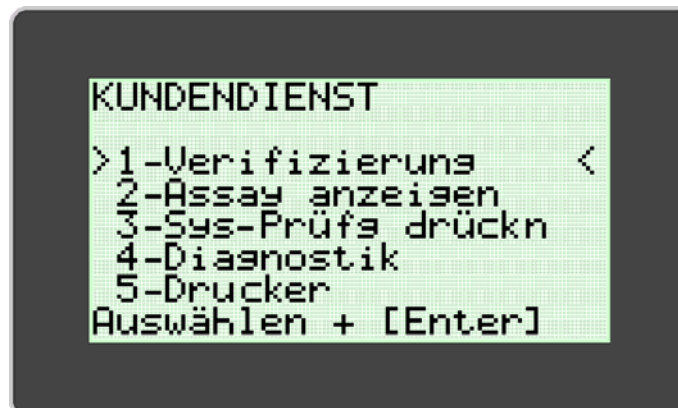 KUNDENDIENST
>1-Verifizierung <
2-Assay anzeigen
3-Sys-Prüfg drückn
4-Diagnostik
5-Drucker
Auswählen + [Enter]